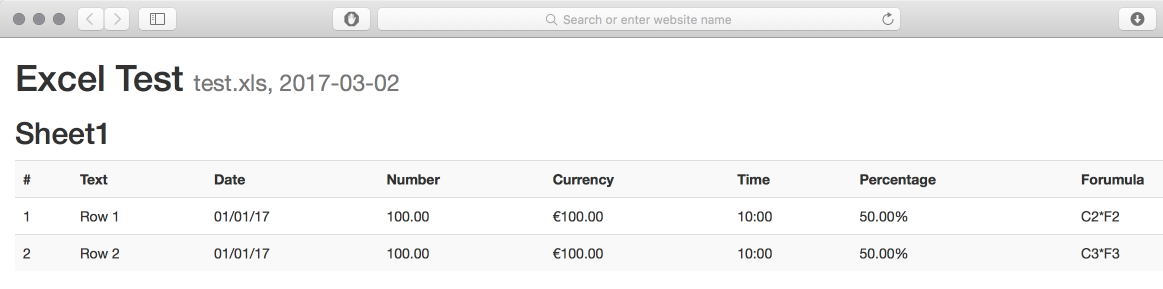 Search or enter website name
Excel Test test.xls, 2017-03-02
Sheet1
# Text Date Number Currency Time Percentage Forumula
1 Row 1 01/01/17 100.00 €100.00 10:00 50.00% C2*F2
2 Row 2 01/01/17 100.00 €100.00 10:00 50.00% C3*F3